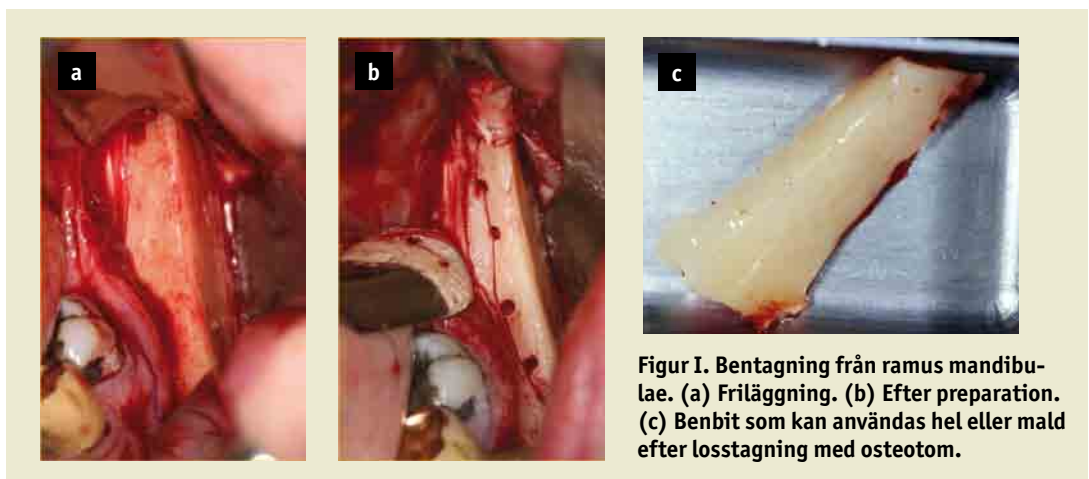 a
b
c
Figur I. Bentagning från ramus mandibu-
lae. (a) Friläggning. (b) Efter preparation.
(c) Benbit som kan användas hel eller mald
efter losstagning med osteotom.